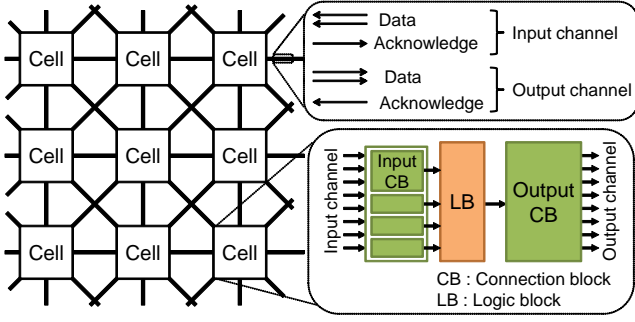 Cell Cell Cell
Cell Cell Cell
Cell Cell Cell
Data
Acknowledge
Input channel
Data
Acknowledge
Output channel
Input channel
Input
CB
LB
Output
CB
Output channel
CB : Connection block
LB : Logic block